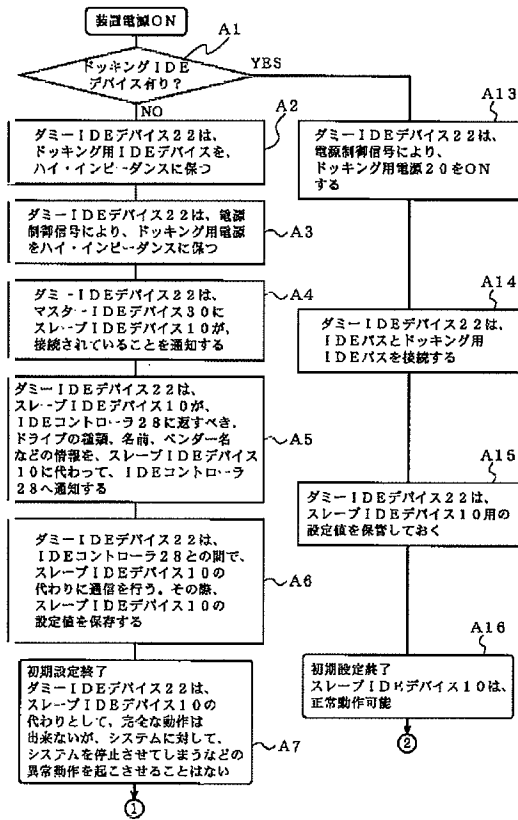 装置電源ON
A1
ドッキングIDE
デバイス有り?
YES
NO
A2
ダミーIDEデバイス22は、
ドッキング用IDEデバイスを、
ハイ・インピーダンスに保つ
ダミーIDEデバイス22は、電源
制御信号により、ドッキング用電源
をハイ・インピーダンスに保つ
A3
A4
ダミーIDEデバイス22は、
マスターIDEデバイス30に
スレーブIDEデバイス10が、
接続されていることを通知する
ダミーIDEデバイス22は、
スレーブIDEデバイス10が、
IDEコントローラ28に返すべき、
ドライブの種類、名前、ベンダー名
などの情報を、スレーブIDEデバイス
10に代わって、IDEコントローラ
28へ通知する
A5
ダミーIDEデバイス22は、
IDEコントローラ28との間で、
スレーブIDEデバイス10の
代わりに通信を行う。その際、
スレーブIDEデバイス10の
設定値を保存する
A6
初期設定終了
ダミーIDEデバイス22は、
スレーブIDEデバイス10の
代わりとして、完全な動作は
出来ないが、システムに対して、
システムを停止させてしまうなどの
異常動作を起こさせることはない
A7
①
A13
ダミーIDEデバイス22は、
電源制御信号により、
ドッキング用電源20をON
する
A14
ダミーIDEデバイス22は、
IDEバスとドッキング用
IDEバスを接続する
A15
ダミーIDEデバイス22は、
スレーブIDEデバイス10用の
設定値を保管しておく
A16
初期設定終了
スレーブIDEデバイス10は、
正常動作可能
②